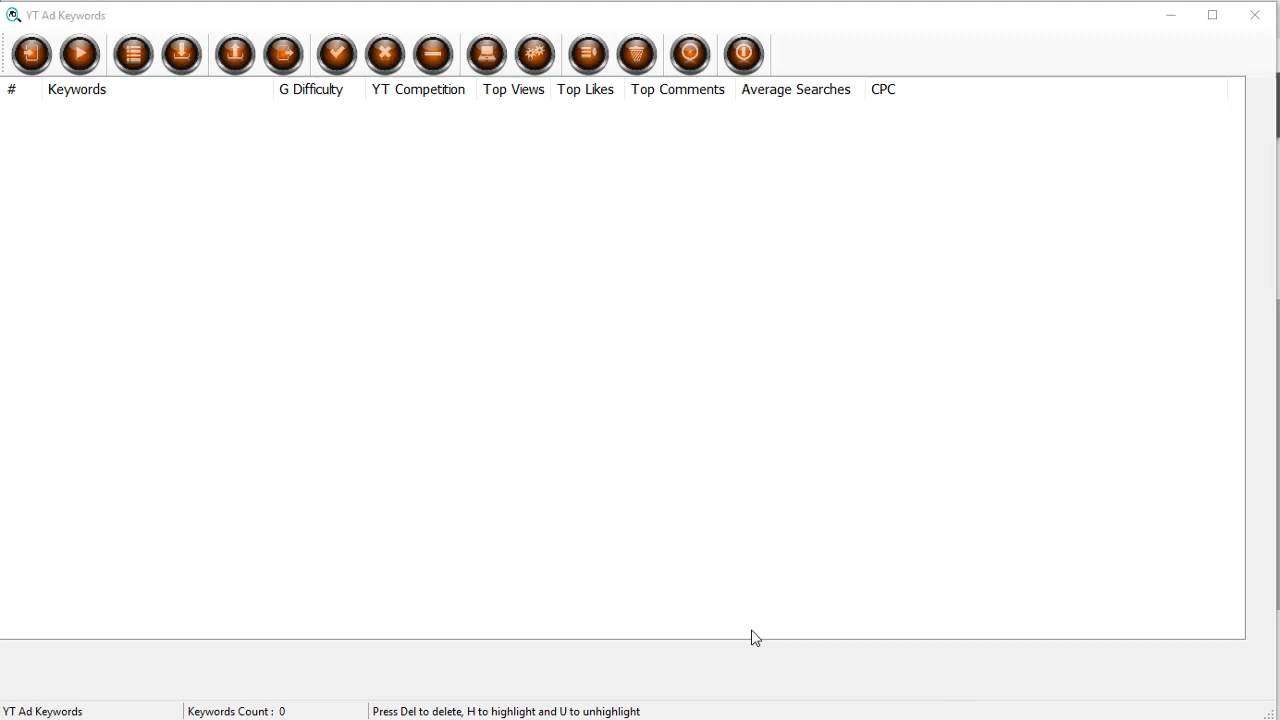 YT Ad Keywords
# Keywords G Difficulty YT Competition Top Views Top Likes Top Comments Average Searches CPC
YT Ad Keywords Keywords Count : 0 Press Del to delete, H to highlight and U to unhighlight